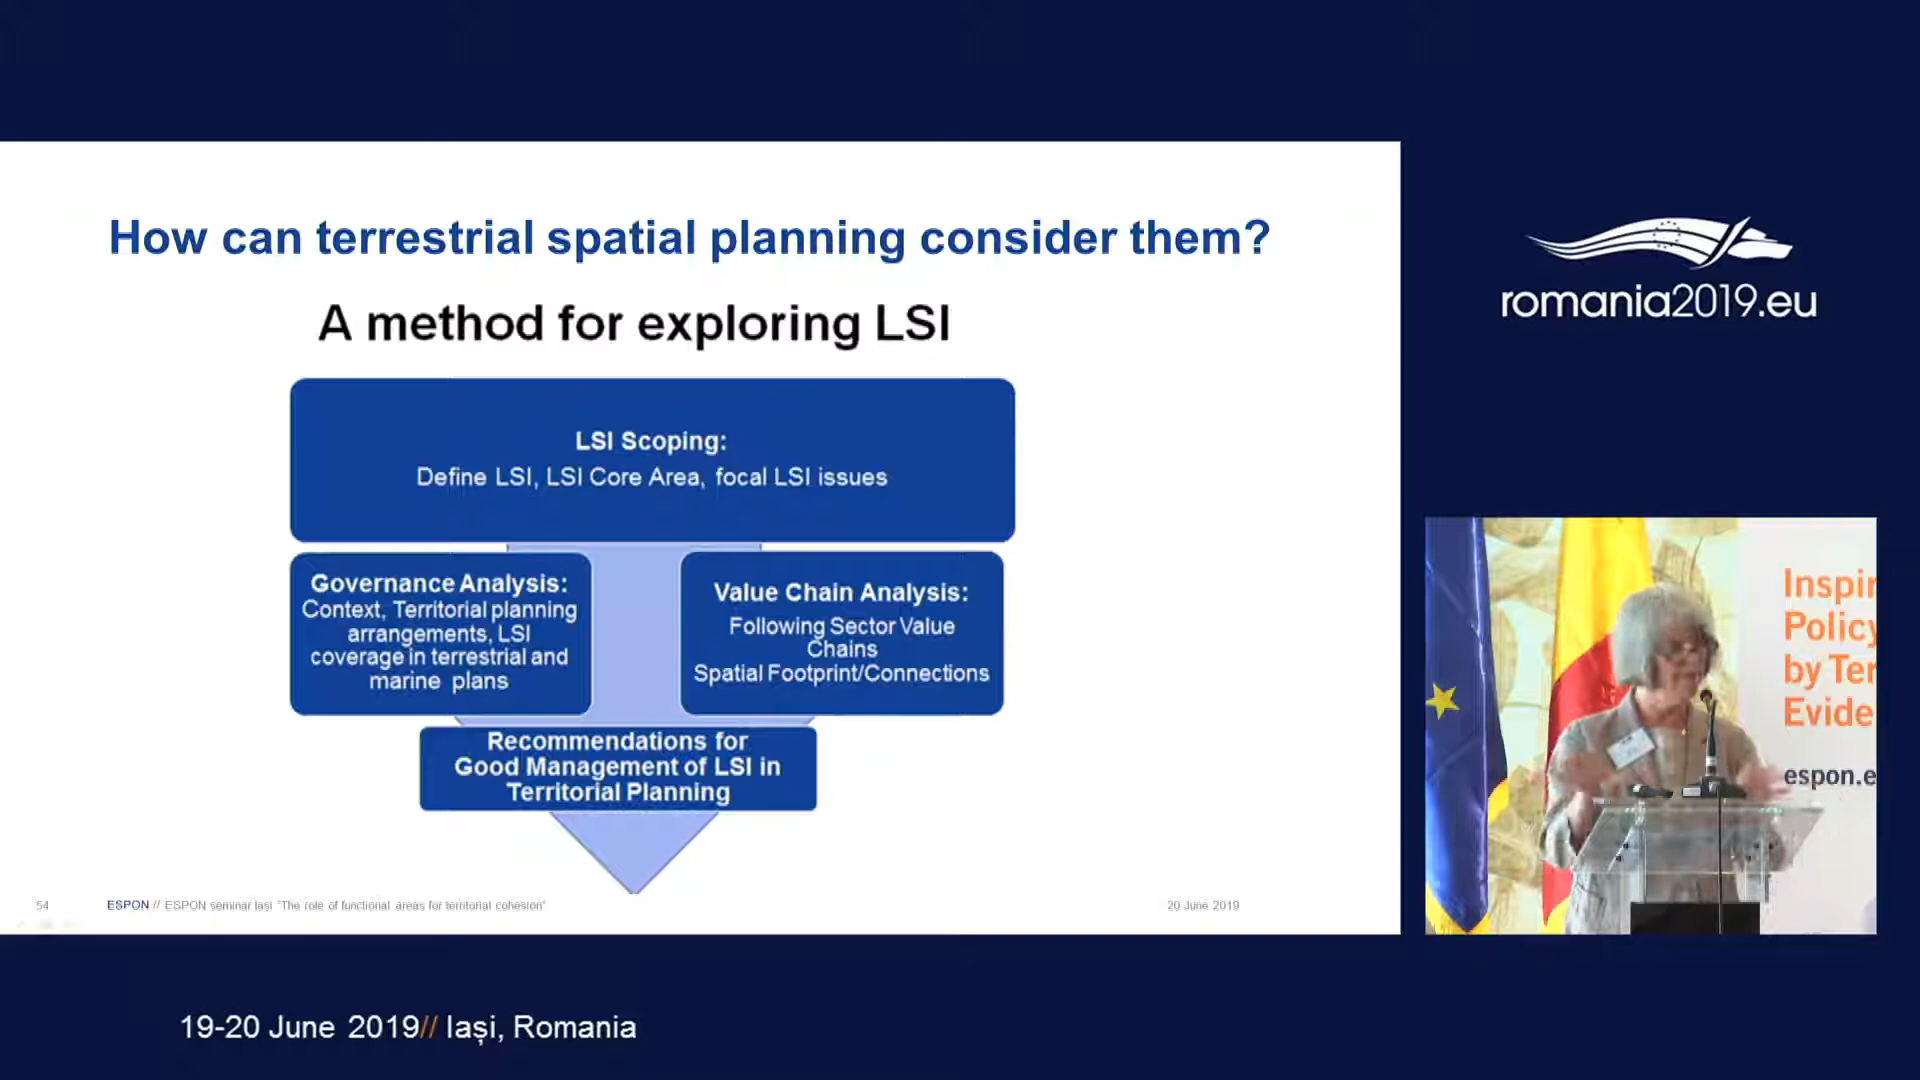 How can terrestrial spatial planning consider them?
A method for exploring LSI
LSI Scoping:
Define LSI, LSI Core Area, focal LSI issues
Governance Analysis:
Context, Territorial planning
arrangements, LSI
coverage in terrestrial and
marine plans
Value Chain Analysis:
Following Sector Value
Chains
Spatial Footprint/Connections
Recommendations for
Good Management of LSI in
Territorial Planning
54
ESPON // ESPON seminar Iași "The role of functional areas for territorial cohesion"
20 June 2019
romania2019.eu
Inspir
Policy
by Ter
Evide
espon.e
19-20 June 2019// Iași, Romania